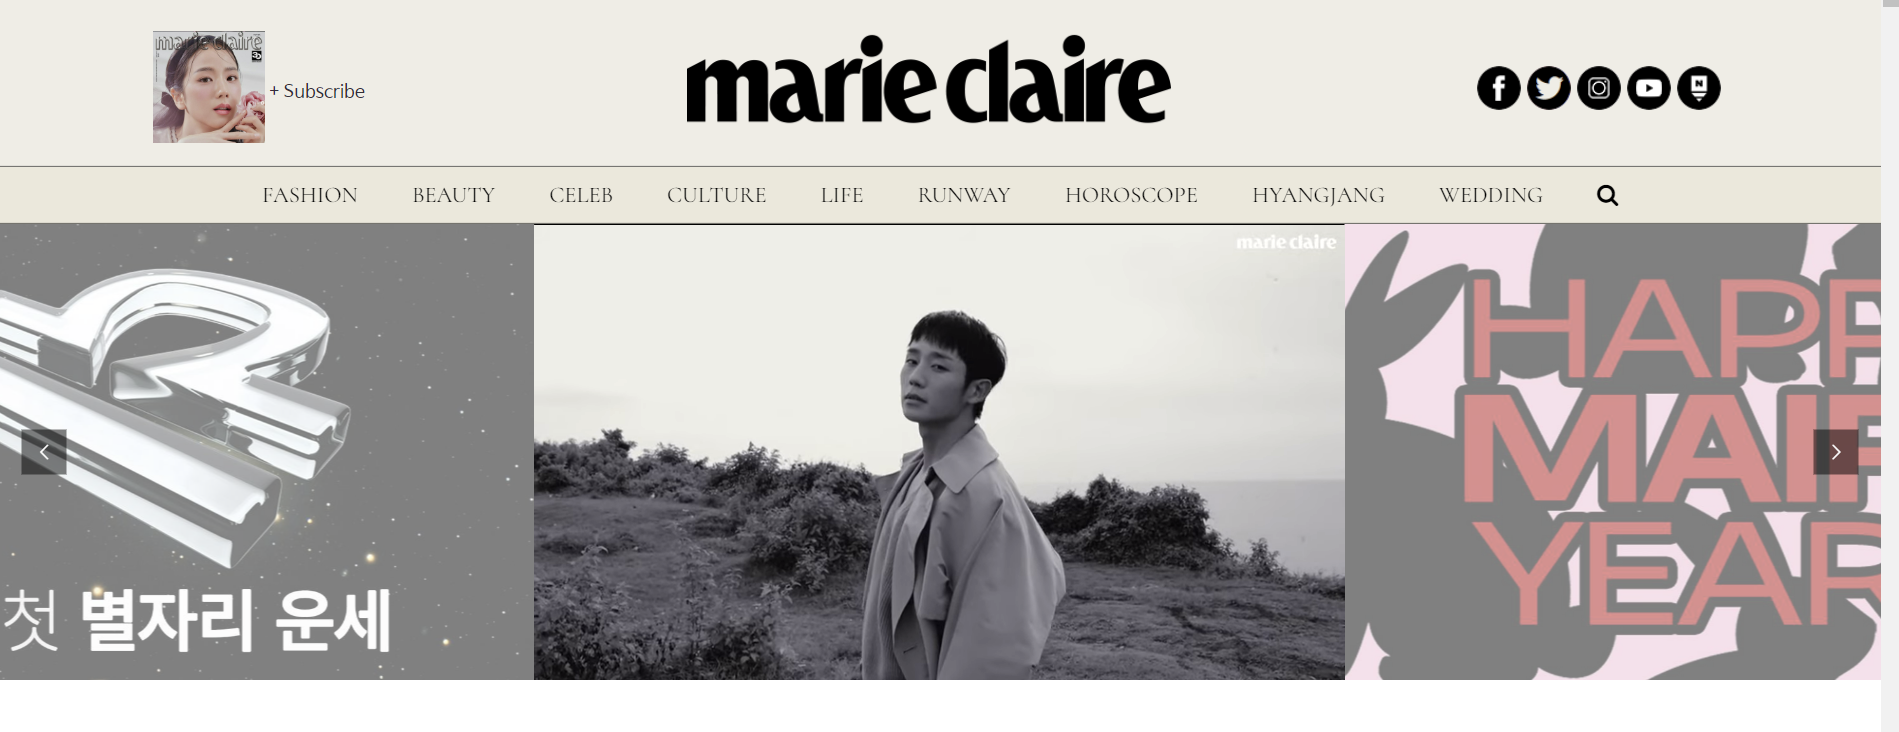 marie claire
+ Subscribe
marie claire
FASHION BEAUTY CELEB CULTURE LIFE RUNWAY HOROSCOPE HYANGJANG WEDDING
marie claire
첫 별자리 운세
HAPP
MAI
YEAR